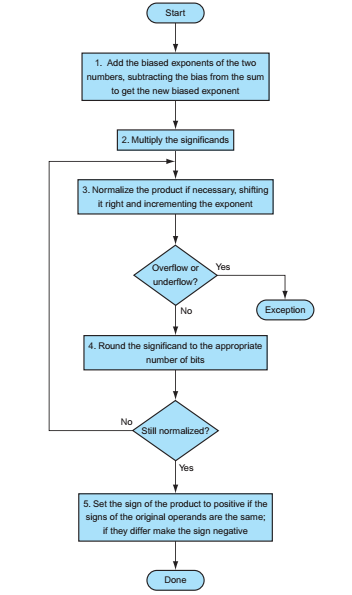 Start
1. Add the biased exponents of the two
numbers, subtracting the bias from the sum
to get the new biased exponent
2. Multiply the significands
3. Normalize the product if necessary, shifting
it right and incrementing the exponent
Overflow or
underflow?
Yes
No
Exception
4. Round the significand to the appropriate
number of bits
No
Still normalized?
Yes
5. Set the sign of the product to positive if the
signs of the original operands are the same;
if they differ make the sign negative
Done